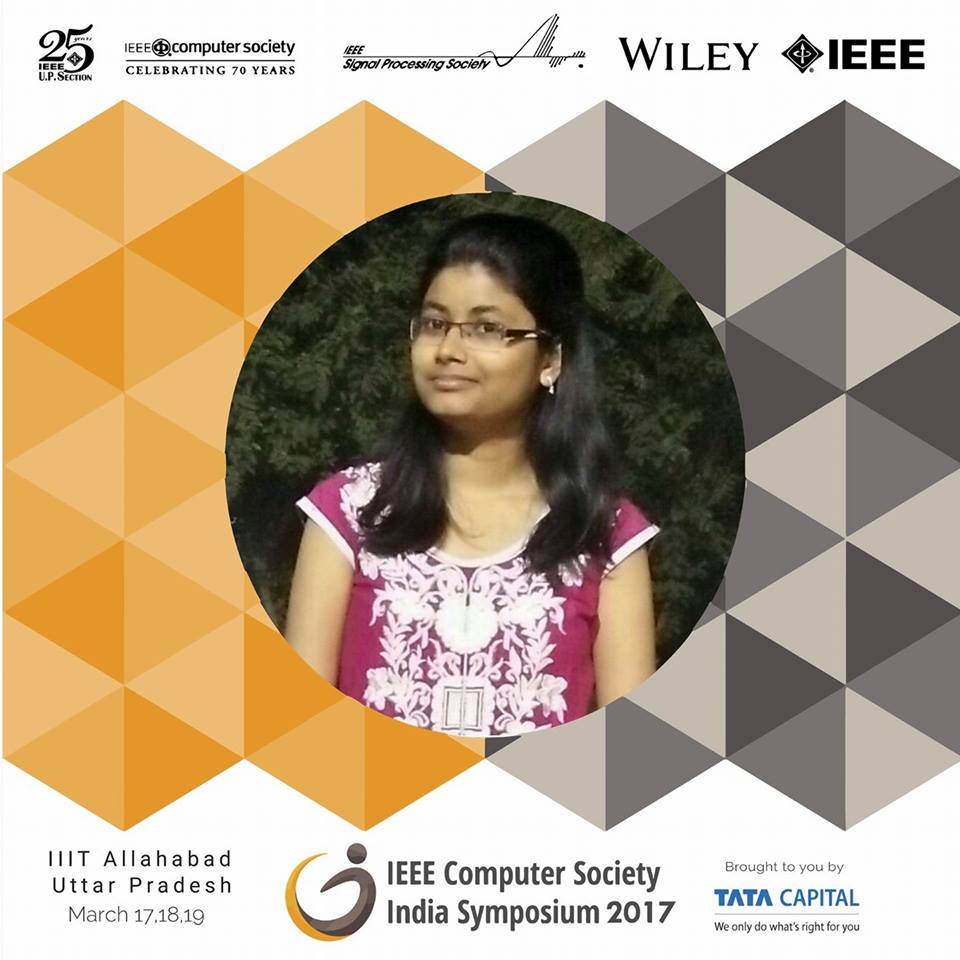 25 years
IEEE
U.P. SECTION
IEEE computer society
CELEBRATING 70 YEARS
IEEE
Signal Processing Society
WILEY
IEEE
IIIT Allahabad
Uttar Pradesh
March 17,18,19
IEEE Computer Society
India Symposium 2017
Brought to you by
TATA CAPITAL
We only do what's right for you